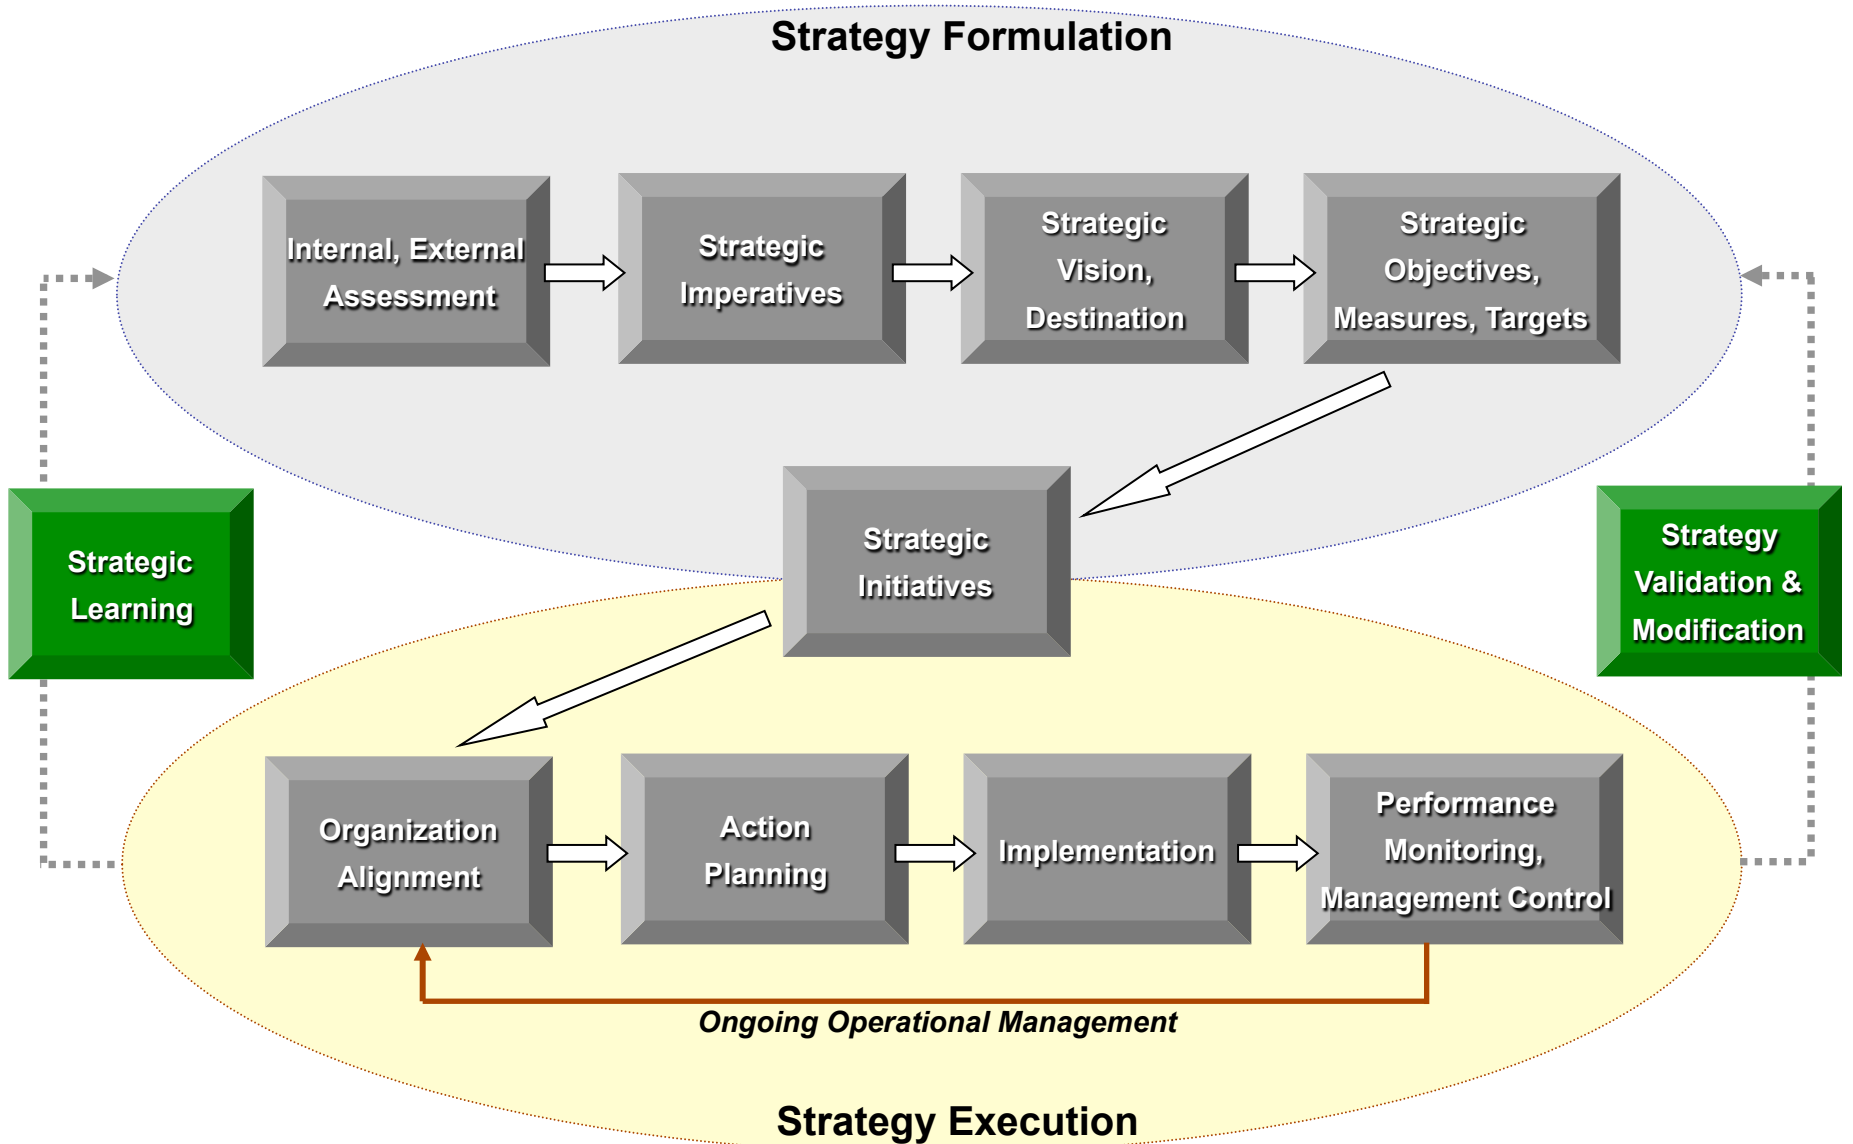 Strategy Formulation
Internal, External
Assessment
Strategic
Imperatives
Strategic
Vision,
Destination
Strategic
Objectives,
Measures, Targets
Strategic
Initiatives
Strategic
Learning
Strategy
Validation &
Modification
Organization
Alignment
Action
Planning
Implementation
Performance
Monitoring,
Management Control
Ongoing Operational Management
Strategy Execution